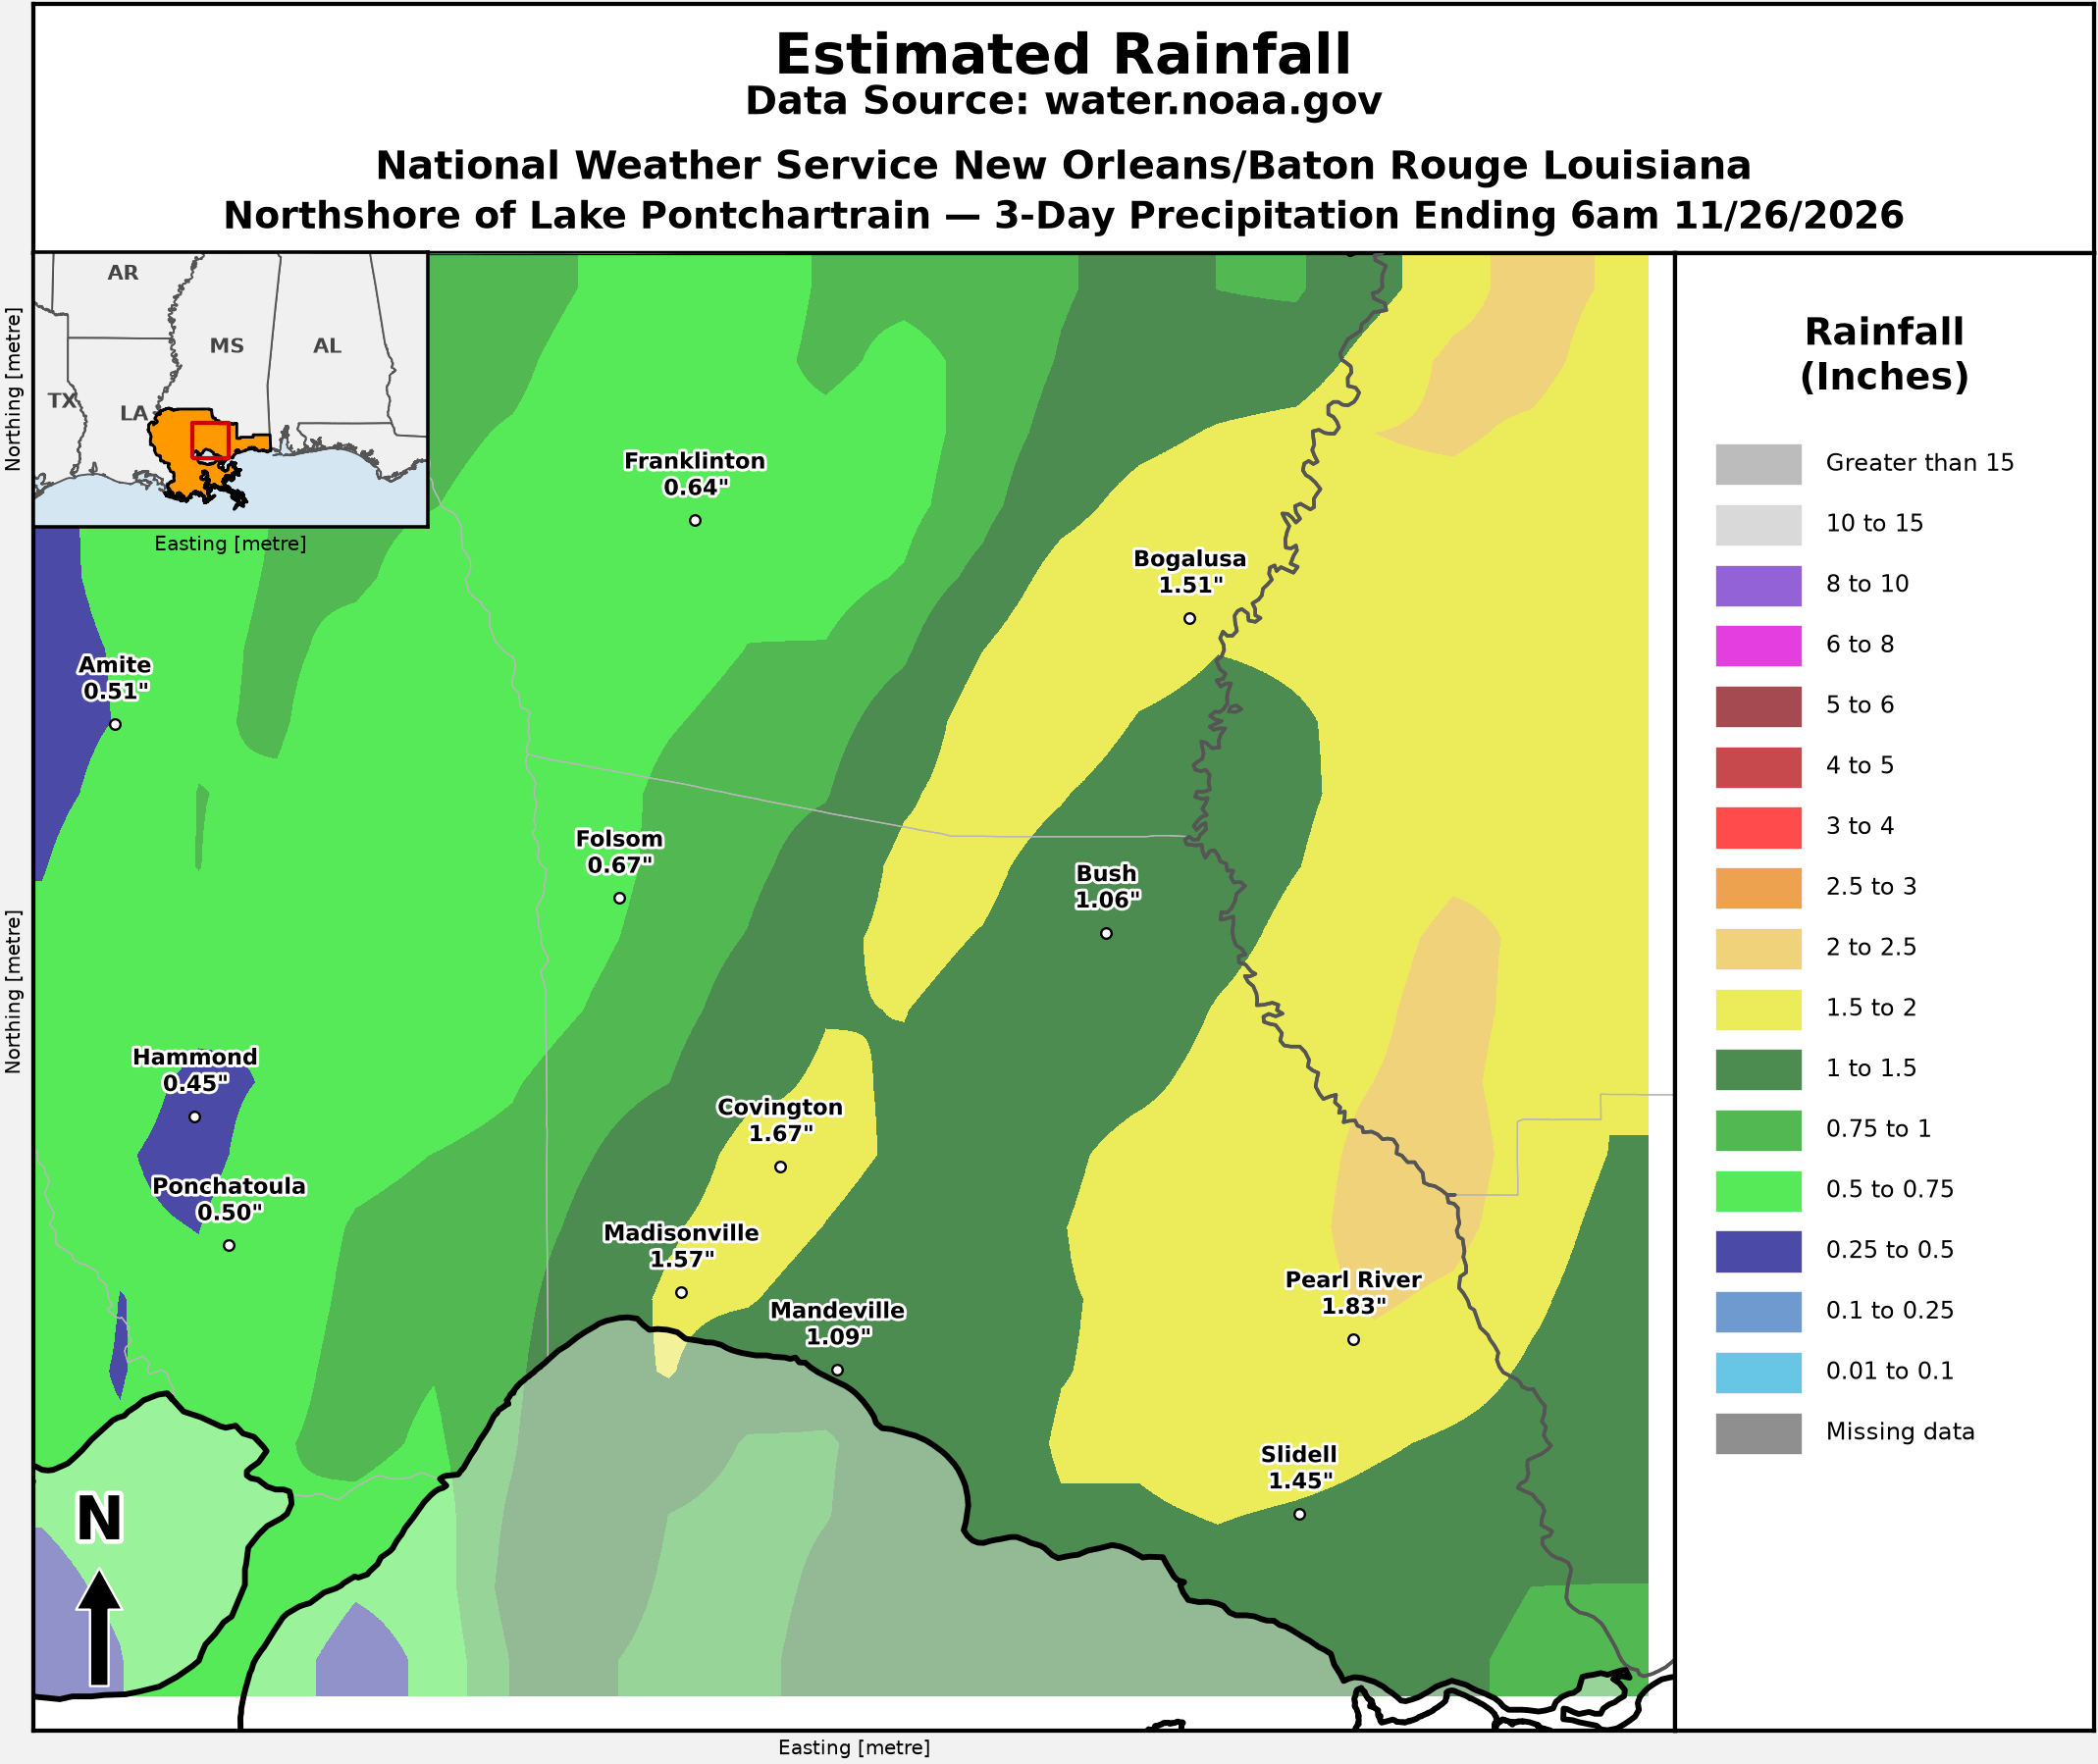 Estimated Rainfall
Data Source: water.noaa.gov
National Weather Service New Orleans/Baton Rouge Louisiana
Northshore of Lake Pontchartrain — 3-Day Precipitation Ending 6am 11/26/2026
AR
MS
AL
TX
LA
Northing [metre]
Easting [metre]
Franklinton
0.64"
Bogalusa
1.51"
Amite
0.51"
Folsom
0.67"
Bush
1.06"
Northing [metre]
Hammond
0.45"
Covington
1.67"
Ponchatoula
0.50"
Madisonville
1.57"
Mandeville
1.09"
Pearl River
1.83"
Slidell
1.45"
N
Easting [metre]
Rainfall
(Inches)
Greater than 15
10 to 15
8 to 10
6 to 8
5 to 6
4 to 5
3 to 4
2.5 to 3
2 to 2.5
1.5 to 2
1 to 1.5
0.75 to 1
0.5 to 0.75
0.25 to 0.5
0.1 to 0.25
0.01 to 0.1
Missing data